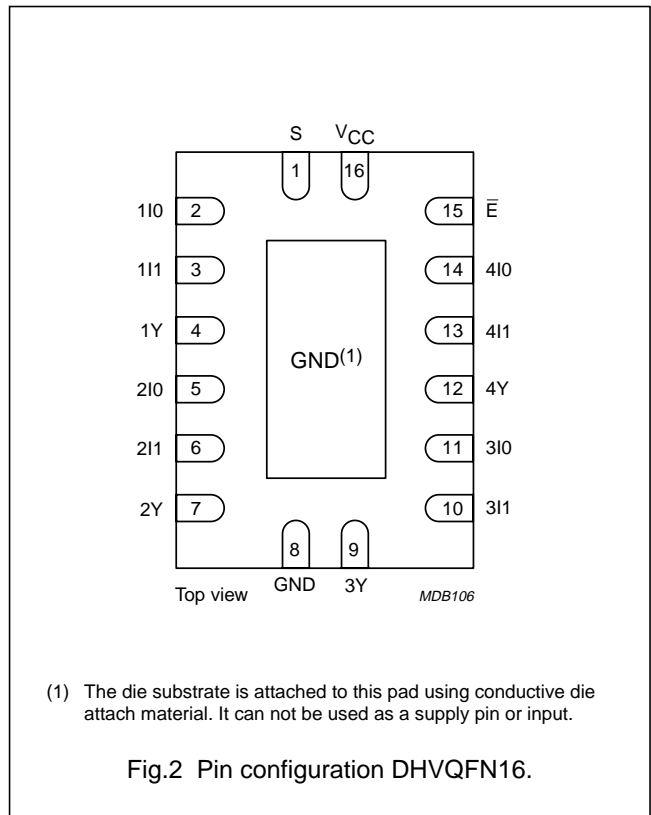 S VCC
1 16
1I0 2 15 E̅
1I1 3 14 4I0
1Y 4 13 4I1
GND(1)
2I0 5 12 4Y
2I1 6 11 3I0
2Y 7 10 3I1
8 9
Top view GND 3Y MDB106
(1) The die substrate is attached to this pad using conductive die
attach material. It can not be used as a supply pin or input.
Fig.2 Pin configuration DHVQFN16.